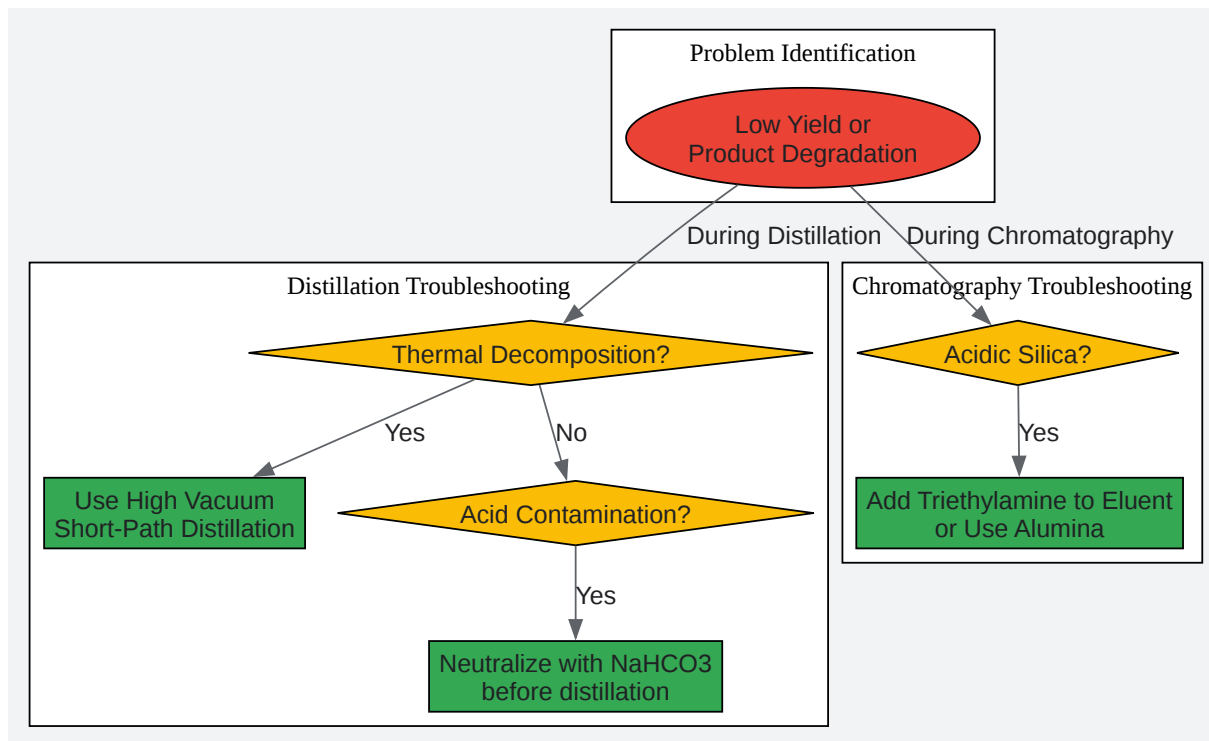 Problem Identification
Low Yield or
Product Degradation
During Distillation
During Chromatography
Distillation Troubleshooting
Thermal Decomposition?
Yes
No
Use High Vacuum
Short-Path Distillation
Acid Contamination?
Yes
Neutralize with NaHCO3
before distillation
Chromatography Troubleshooting
Acidic Silica?
Yes
Add Triethylamine to Eluent
or Use Alumina